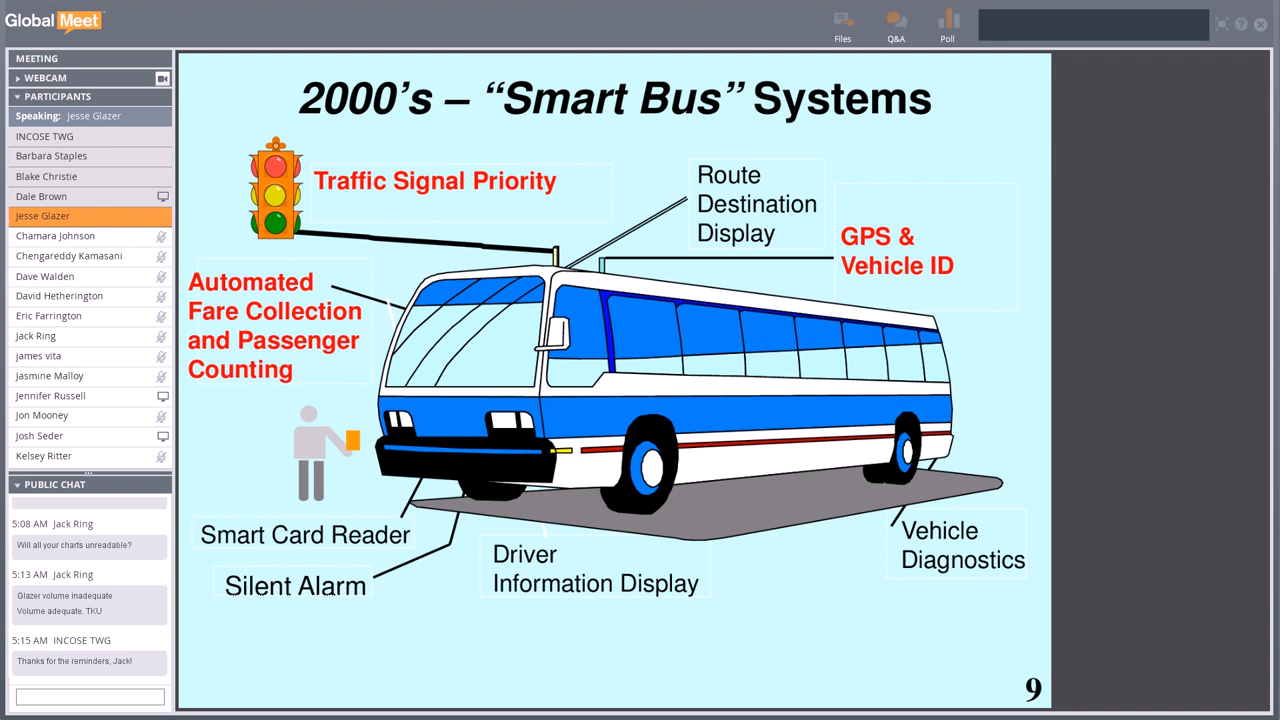 Global Meet
Files
Q&A
Poll
MEETING
WEBCAM
PARTICIPANTS
Speaking: Jesse Glazer
INCOSE TWG
Barbara Staples
Blake Christie
Dale Brown
Jesse Glazer
Chamara Johnson
Chengareddy Kamasani
Dave Walden
David Hetherington
Eric Farrington
Jack Ring
james vita
Jasmine Malloy
Jennifer Russell
Jon Mooney
Josh Seder
Kelsey Ritter
PUBLIC CHAT
5:08 AM Jack Ring
Will all your charts unreadable?
5:13 AM Jack Ring
Glazer volume inadequate
Volume adequate. TKU
5:15 AM INCOSE TWG
Thanks for the reminders, Jack!
2000's – “Smart Bus” Systems
Traffic Signal Priority
Route
Destination
Display
GPS &
Vehicle ID
Automated
Fare Collection
and Passenger
Counting
Smart Card Reader
Silent Alarm
Driver
Information Display
Vehicle
Diagnostics
9